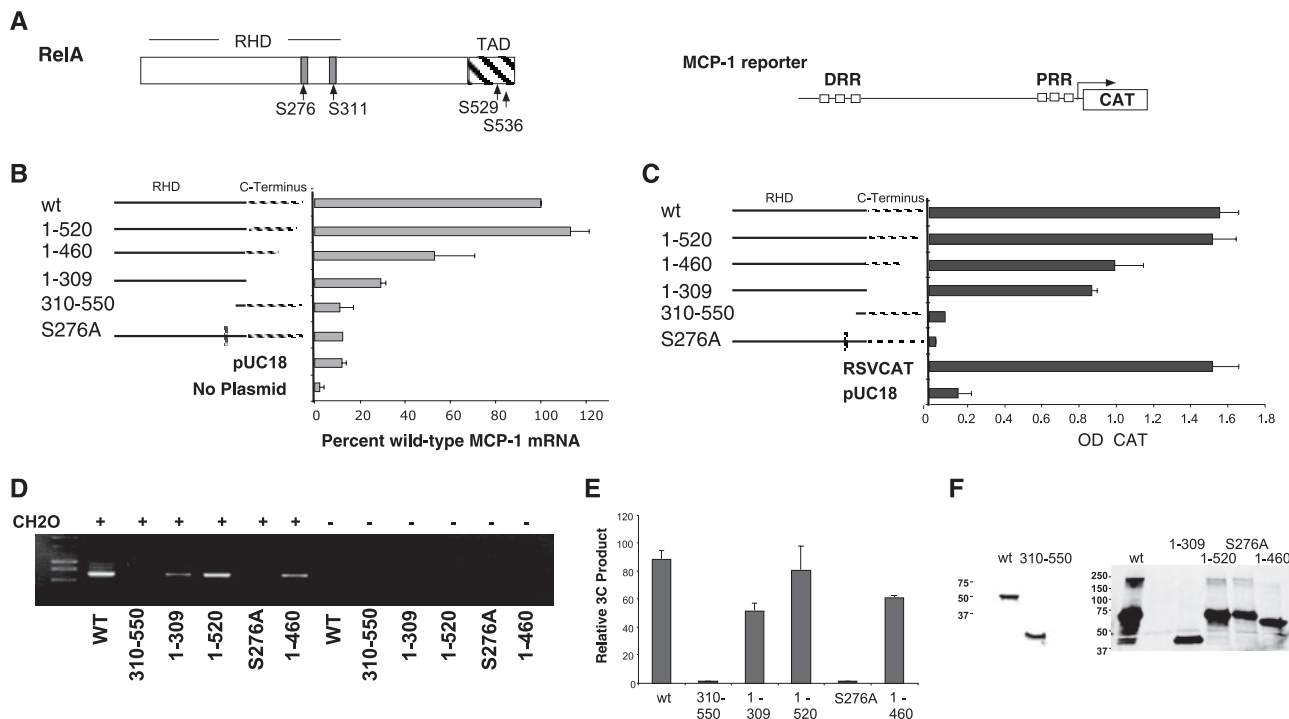 A
RelA
RHD
TAD
S276
S311
S529
S536
MCP-1 reporter
DRR
PRR
CAT
B
RHD
C-Terminus
wt
1-520
1-460
1-309
310-550
S276A
pUC18
No Plasmid
0 20 40 60 80 100 120
Percent wild-type MCP-1 mRNA
C
RHD
C-Terminus
wt
1-520
1-460
1-309
310-550
S276A
RSVCAT
pUC18
0 0.2 0.4 0.6 0.8 1.0 1.2 1.4 1.6 1.8
OD CAT
D
CH2O + + + + + + - - - - - -
WT 310-550 1-309 1-520 S276A 1-460 WT 310-550 1-309 1-520 S276A 1-460
E
Relative 3C Product
120
100
80
60
40
20
0
wt 310- 1 - 1 - S276A 1 -
550 309 520 460
F
wt 310-550
75-
50-
37-
1-309 S276A
wt 1-520 1-460
250
150
100
75
50
37-